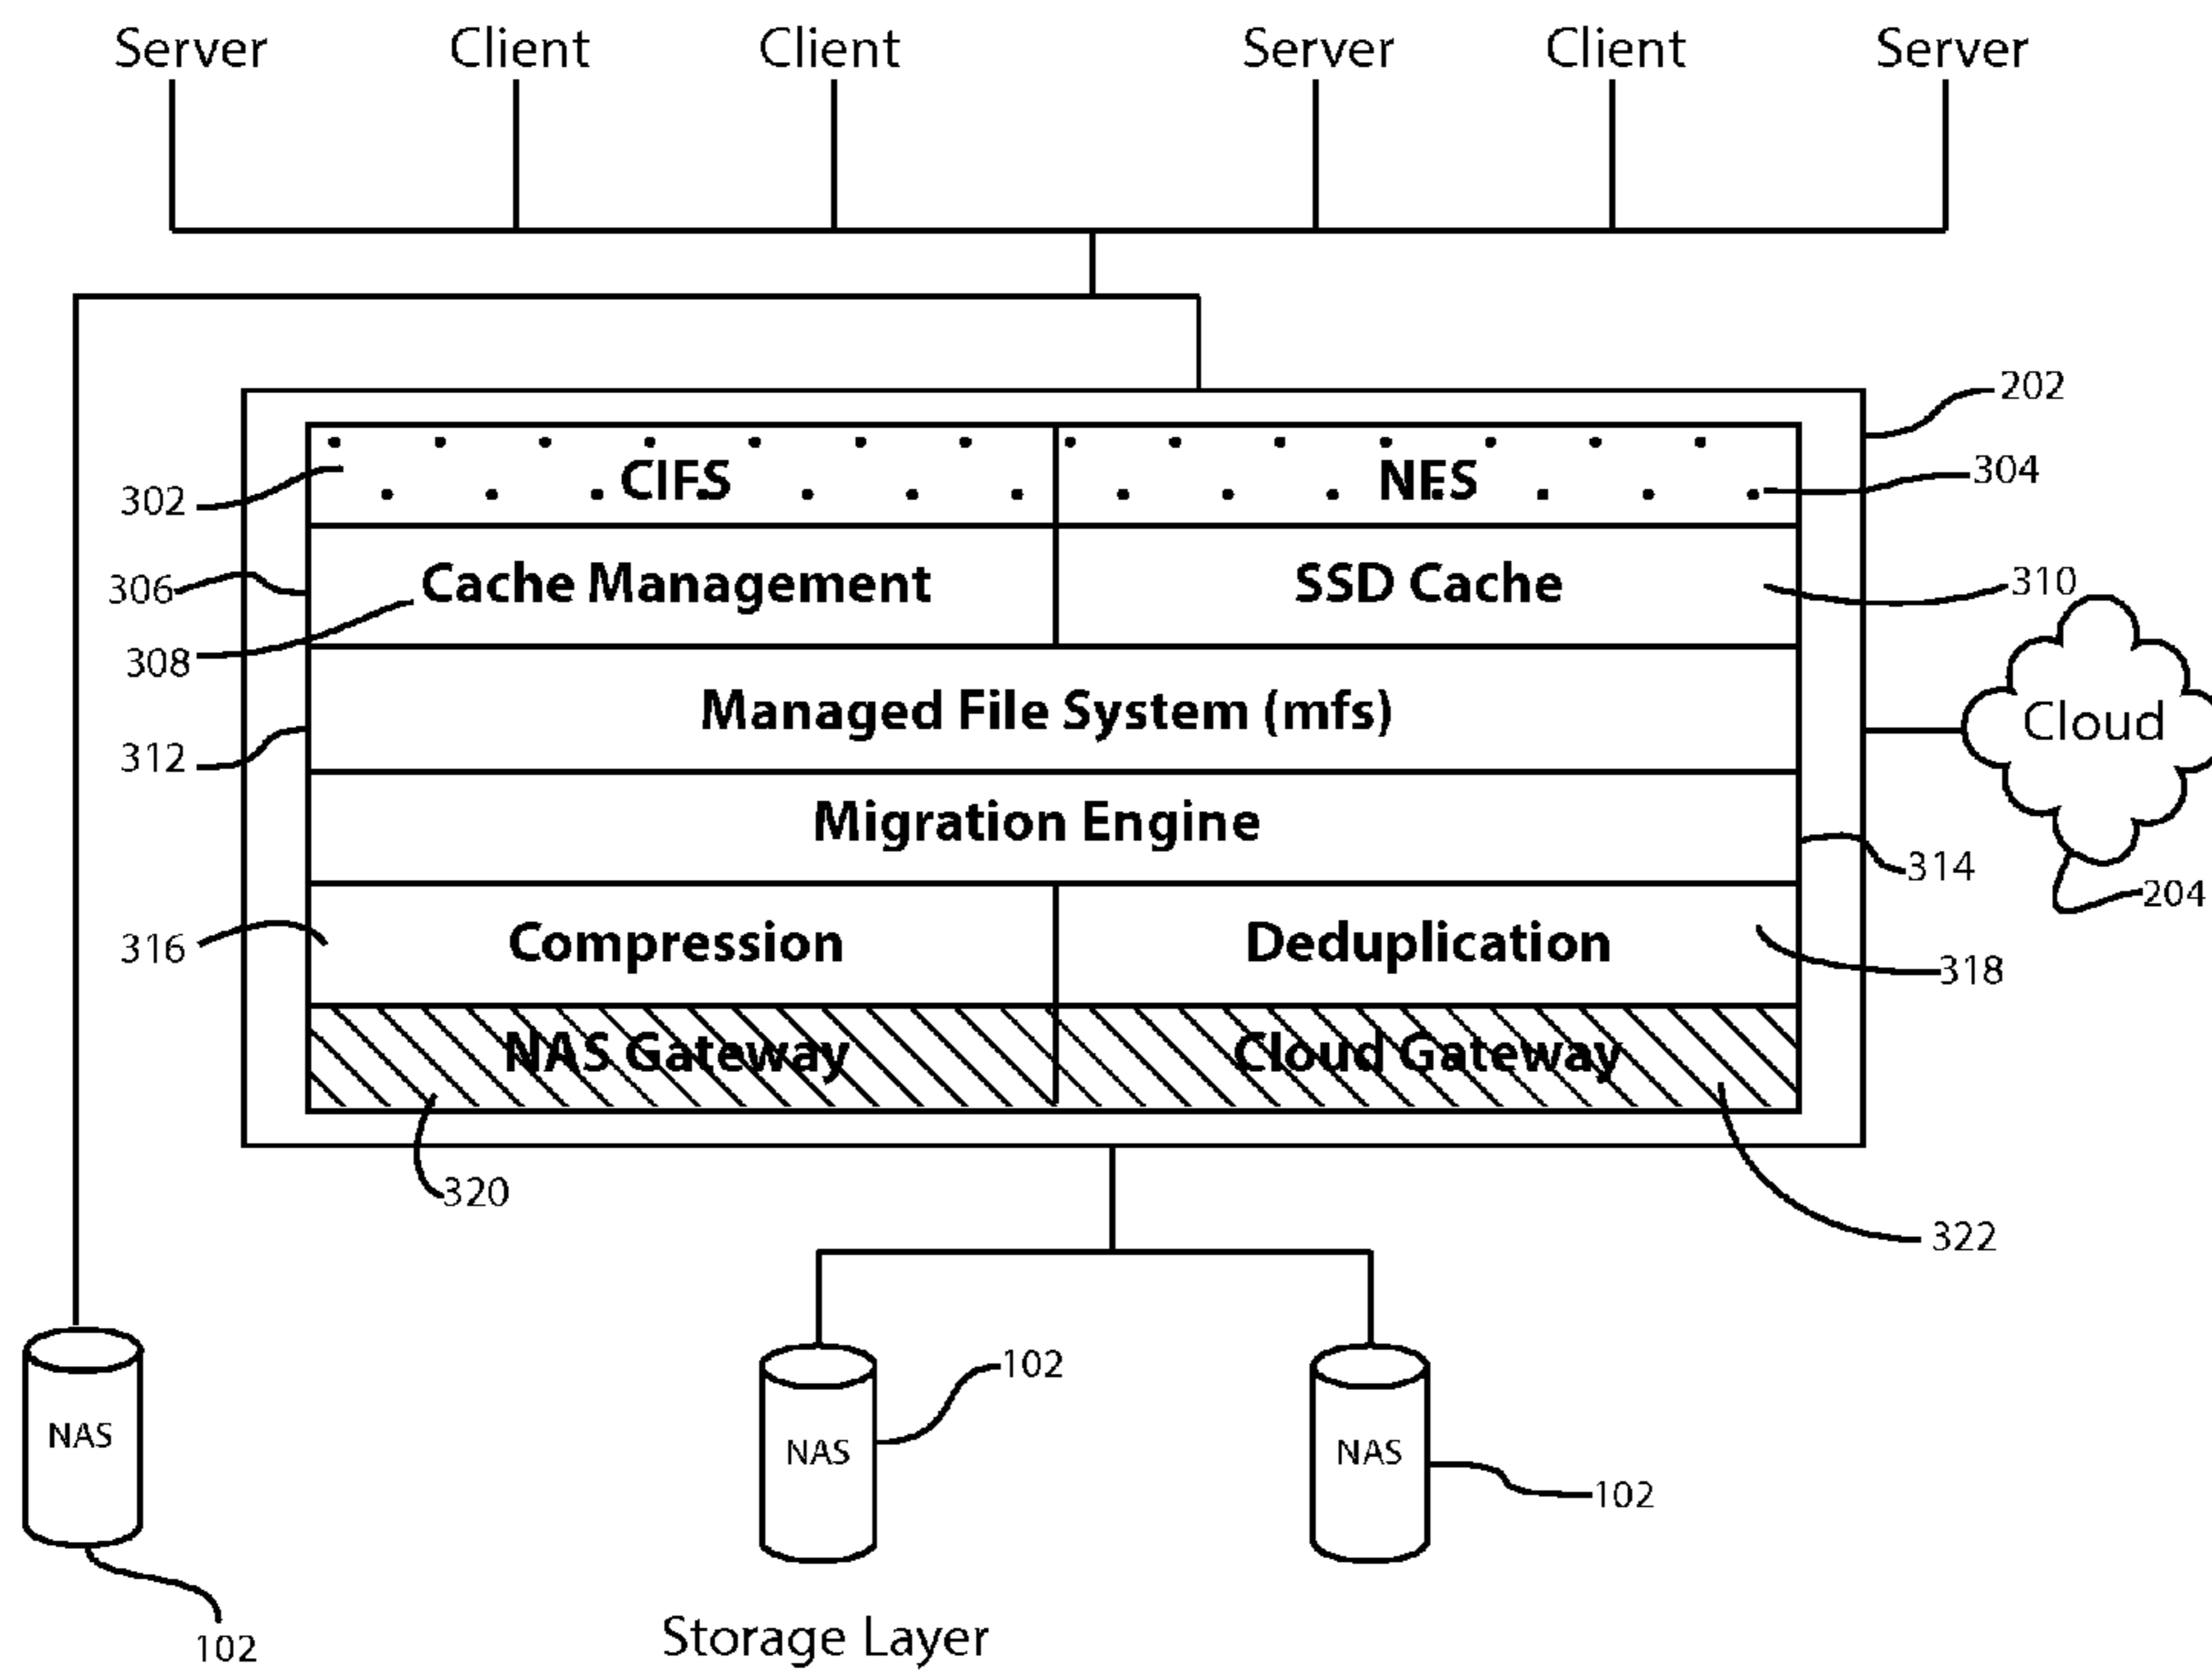 Server Client Client Server Client Server
202
302 CIFS NFS 304
306 Cache Management SSD Cache 310
308
Managed File System (mfs) Cloud
312
Migration Engine
314
204
316 Compression Deduplication 318
NAS Gateway Cloud Gateway
320
322
102
NAS NAS NAS
102
102
Storage Layer